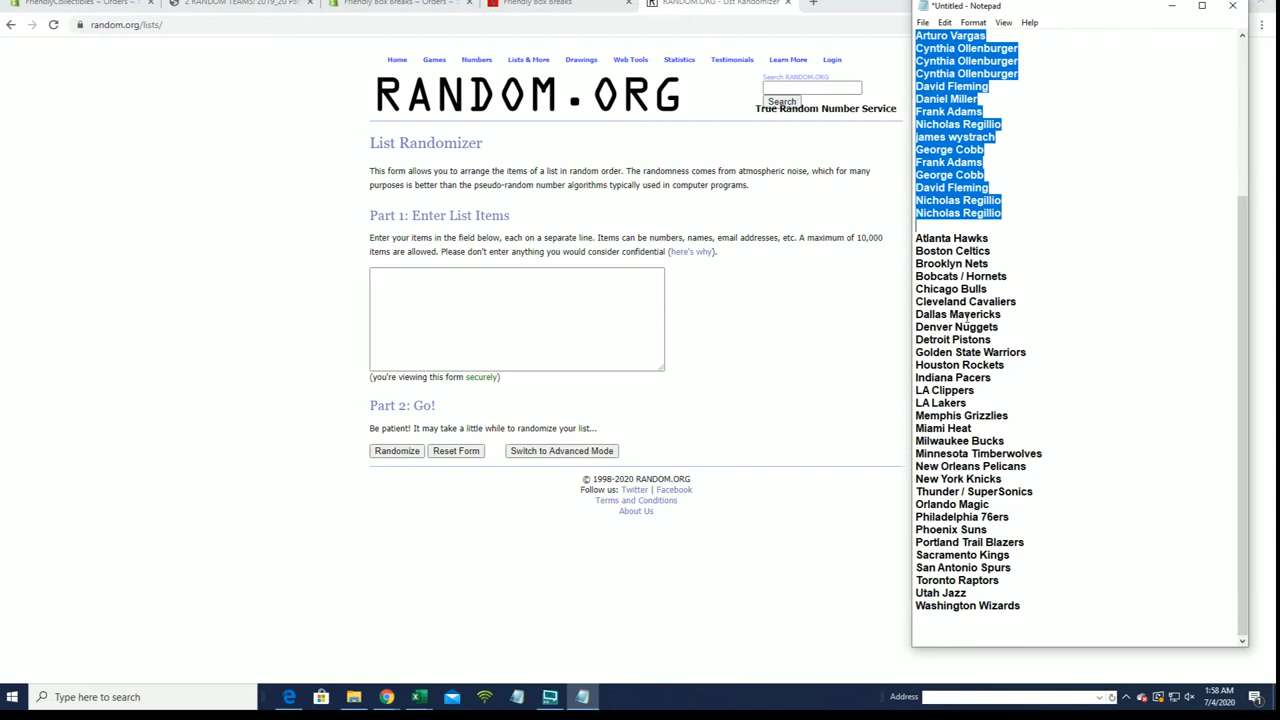 FriendlyCollectibles ~ Orders ~ S
2 RANDOM TEAMS: 2019_20 Pani
Friendly Box Breaks ~ Orders ~ S
Friendly Box Breaks
RANDOM.ORG - List Randomizer
random.org/lists/
Home Games Numbers Lists & More Drawings Web Tools Statistics Testimonials Learn More Login
RANDOM.ORG
Search RANDOM.ORG
Search
True Random Number Service
List Randomizer
This form allows you to arrange the items of a list in random order. The randomness comes from atmospheric noise, which for many
purposes is better than the pseudo-random number algorithms typically used in computer programs.
Part 1: Enter List Items
Enter your items in the field below, each on a separate line. Items can be numbers, names, email addresses, etc. A maximum of 10,000
items are allowed. Please don't enter anything you would consider confidential (here's why).
(you're viewing this form securely)
Part 2: Go!
Be patient! It may take a little while to randomize your list...
Randomize Reset Form Switch to Advanced Mode
© 1998-2020 RANDOM.ORG
Follow us: Twitter | Facebook
Terms and Conditions
About Us
*Untitled - Notepad
File Edit Format View Help
Arturo Vargas
Cynthia Ollenburger
Cynthia Ollenburger
Cynthia Ollenburger
David Fleming
Daniel Miller
Frank Adams
Nicholas Regillio
james wystrach
George Cobb
Frank Adams
George Cobb
David Fleming
Nicholas Regillio
Nicholas Regillio
Atlanta Hawks
Boston Celtics
Brooklyn Nets
Bobcats / Hornets
Chicago Bulls
Cleveland Cavaliers
Dallas Mavericks
Denver Nuggets
Detroit Pistons
Golden State Warriors
Houston Rockets
Indiana Pacers
LA Clippers
LA Lakers
Memphis Grizzlies
Miami Heat
Milwaukee Bucks
Minnesota Timberwolves
New Orleans Pelicans
New York Knicks
Thunder / SuperSonics
Orlando Magic
Philadelphia 76ers
Phoenix Suns
Portland Trail Blazers
Sacramento Kings
San Antonio Spurs
Toronto Raptors
Utah Jazz
Washington Wizards
Type here to search
Address
1:58 AM
7/4/2020